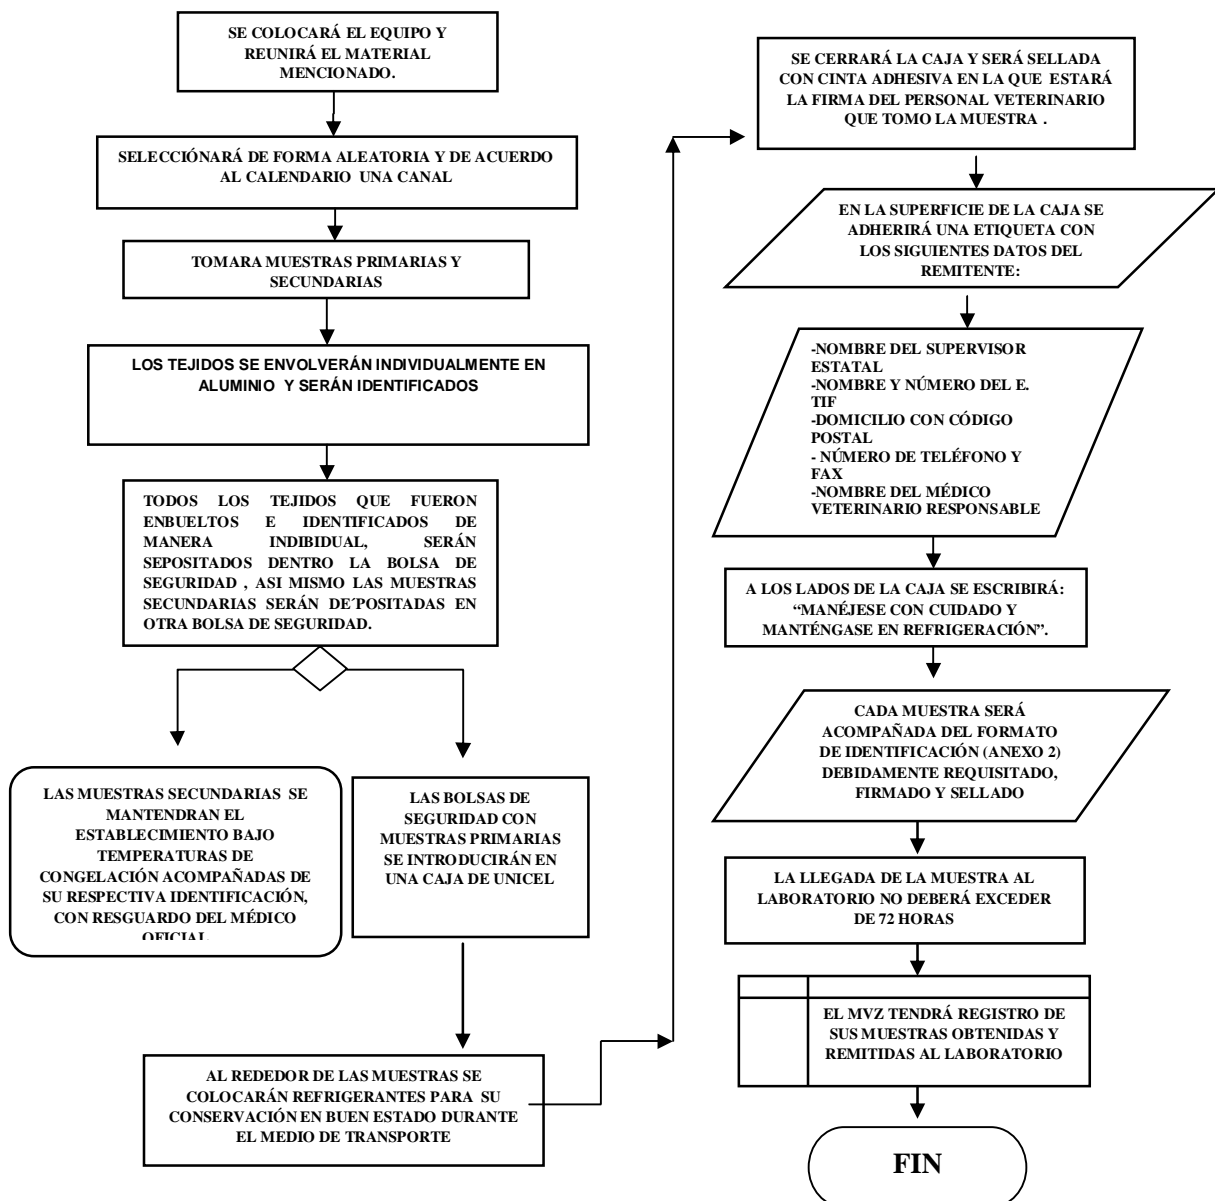 SE COLOCARÁ EL EQUIPO Y
REUNIRÁ EL MATERIAL
MENCIONADO.
SELECCIÓNARÁ DE FORMA ALEATORIA Y DE ACUERDO
AL CALENDARIO UNA CANAL
TOMARA MUESTRAS PRIMARIAS Y
SECUNDARIAS
LOS TEJIDOS SE ENVOLVERÁN INDIVIDUALMENTE EN
ALUMINIO Y SERÁN IDENTIFICADOS
TODOS LOS TEJIDOS QUE FUERON
ENBUELTOS E IDENTIFICADOS DE
MANERA INDIBIDUAL, SERÁN
SEPOSITADOS DENTRO LA BOLSA DE
SEGURIDAD , ASI MISMO LAS MUESTRAS
SECUNDARIAS SERÁN DE´POSITADAS EN
OTRA BOLSA DE SEGURIDAD.
LAS MUESTRAS SECUNDARIAS SE
MANTENDRAN EL
ESTABLECIMIENTO BAJO
TEMPERATURAS DE
CONGELACIÓN ACOMPAÑADAS DE
SU RESPECTIVA IDENTIFICACIÓN,
CON RESGUARDO DEL MÉDICO
OFICIAL
LAS BOLSAS DE
SEGURIDAD CON
MUESTRAS PRIMARIAS
SE INTRODUCIRÁN EN
UNA CAJA DE UNICEL
AL REDEDOR DE LAS MUESTRAS SE
COLOCARÁN REFRIGERANTES PARA SU
CONSERVACIÓN EN BUEN ESTADO DURANTE
EL MEDIO DE TRANSPORTE
SE CERRARÁ LA CAJA Y SERÁ SELLADA
CON CINTA ADHESIVA EN LA QUE ESTARÁ
LA FIRMA DEL PERSONAL VETERINARIO
QUE TOMO LA MUESTRA .
EN LA SUPERFICIE DE LA CAJA SE
ADHERIRÁ UNA ETIQUETA CON
LOS SIGUIENTES DATOS DEL
REMITENTE:
-NOMBRE DEL SUPERVISOR
ESTATAL
-NOMBRE Y NÚMERO DEL E.
TIF
-DOMICILIO CON CÓDIGO
POSTAL
- NÚMERO DE TELÉFONO Y
FAX
-NOMBRE DEL MÉDICO
VETERINARIO RESPONSABLE
A LOS LADOS DE LA CAJA SE ESCRIBIRÁ:
“MANÉJESE CON CUIDADO Y
MANTÉNGASE EN REFRIGERACIÓN”.
CADA MUESTRA SERÁ
ACOMPAÑADA DEL FORMATO
DE IDENTIFICACIÓN (ANEXO 2)
DEBIDAMENTE REQUISITADO,
FIRMADO Y SELLADO
LA LLEGADA DE LA MUESTRA AL
LABORATORIO NO DEBERÁ EXCEDER
DE 72 HORAS
EL MVZ TENDRÁ REGISTRO DE
SUS MUESTRAS OBTENIDAS Y
REMITIDAS AL LABORATORIO
FIN